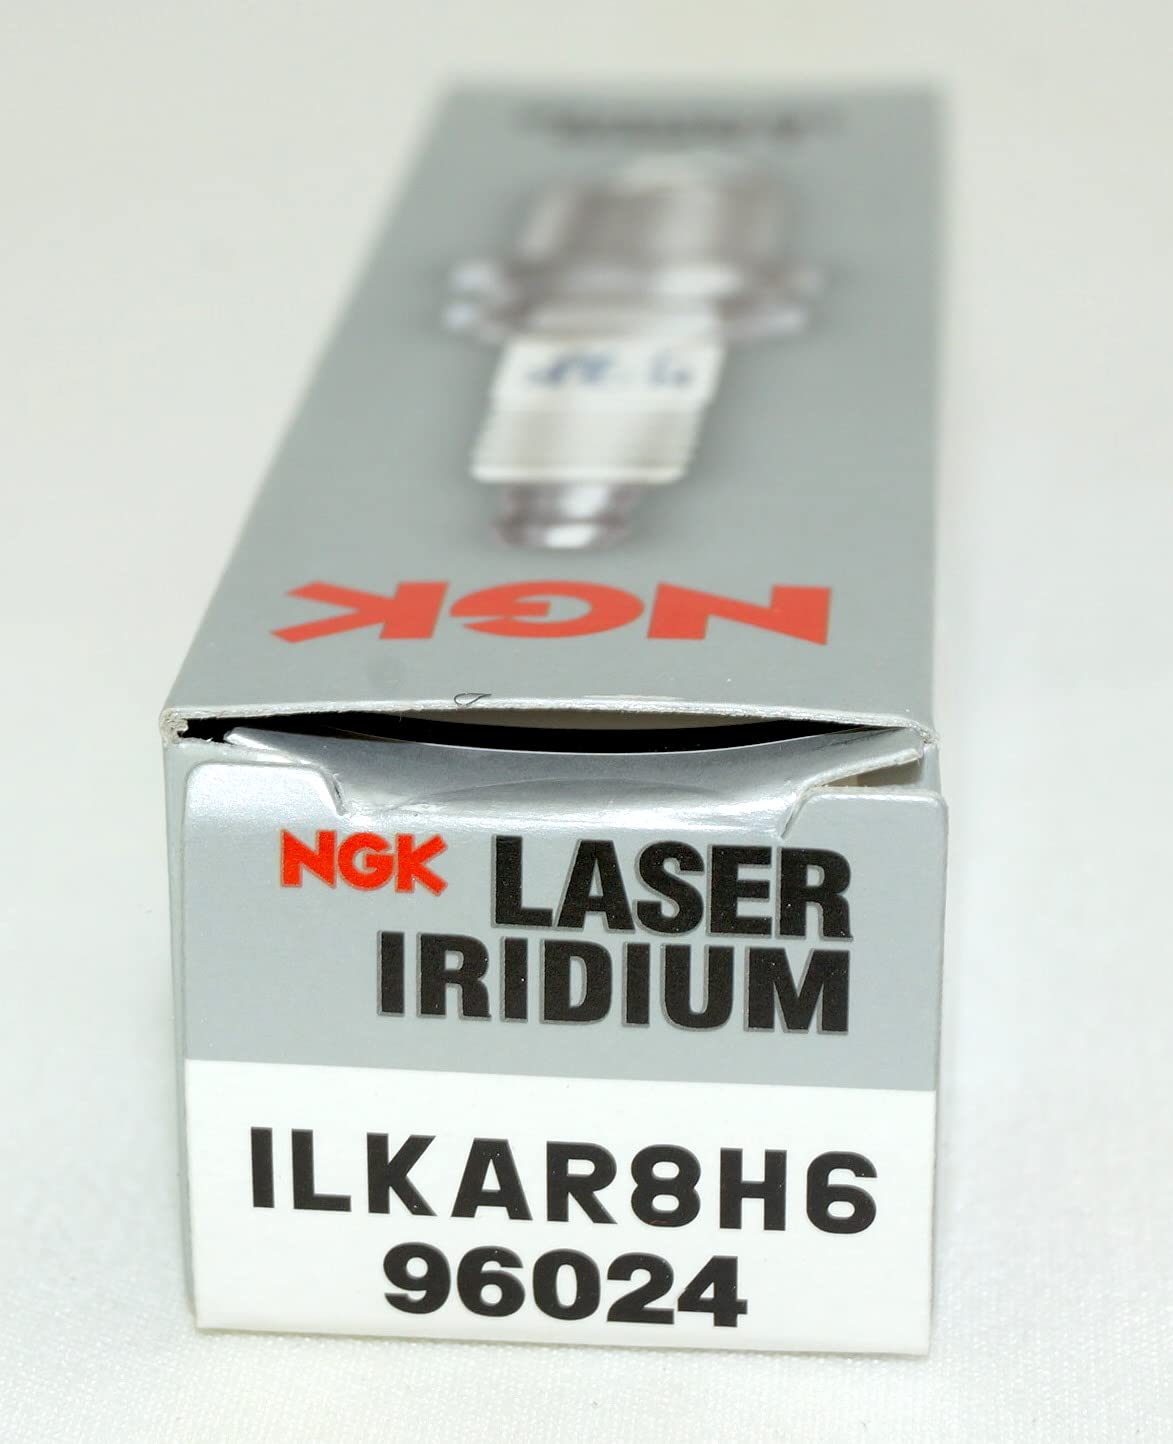 NGK
NGK LASER
IRIDIUM
ILKAR8H6
96024